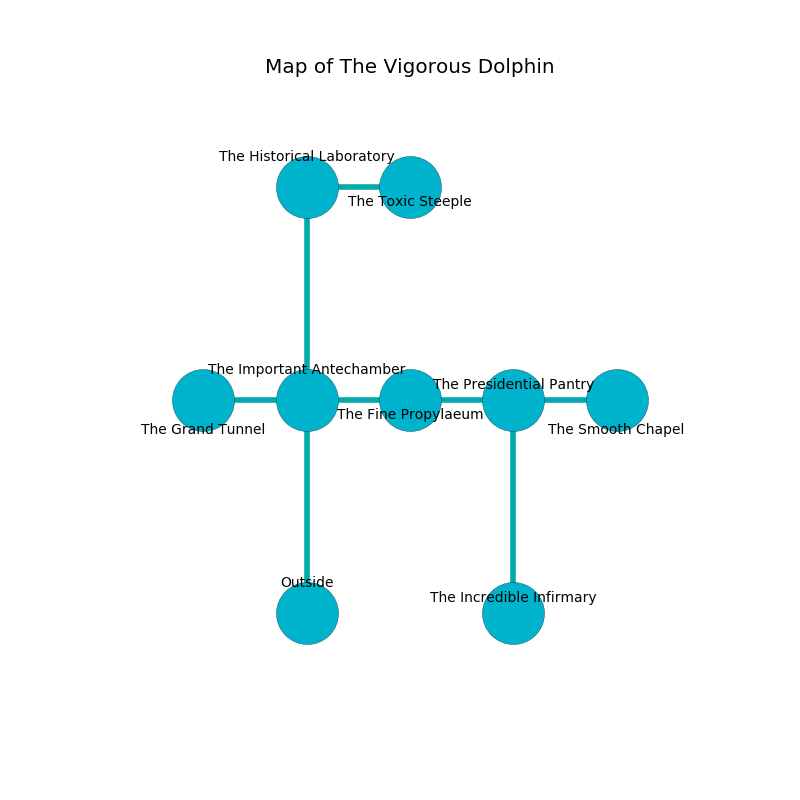 Map of The Vigorous Dolphin
The Historical Laboratory
The Toxic Steeple
The Important Antechamber
The Presidential Pantry
The Fine Propylaeum
The Grand Tunnel
The Smooth Chapel
Outside
The Incredible Infirmary